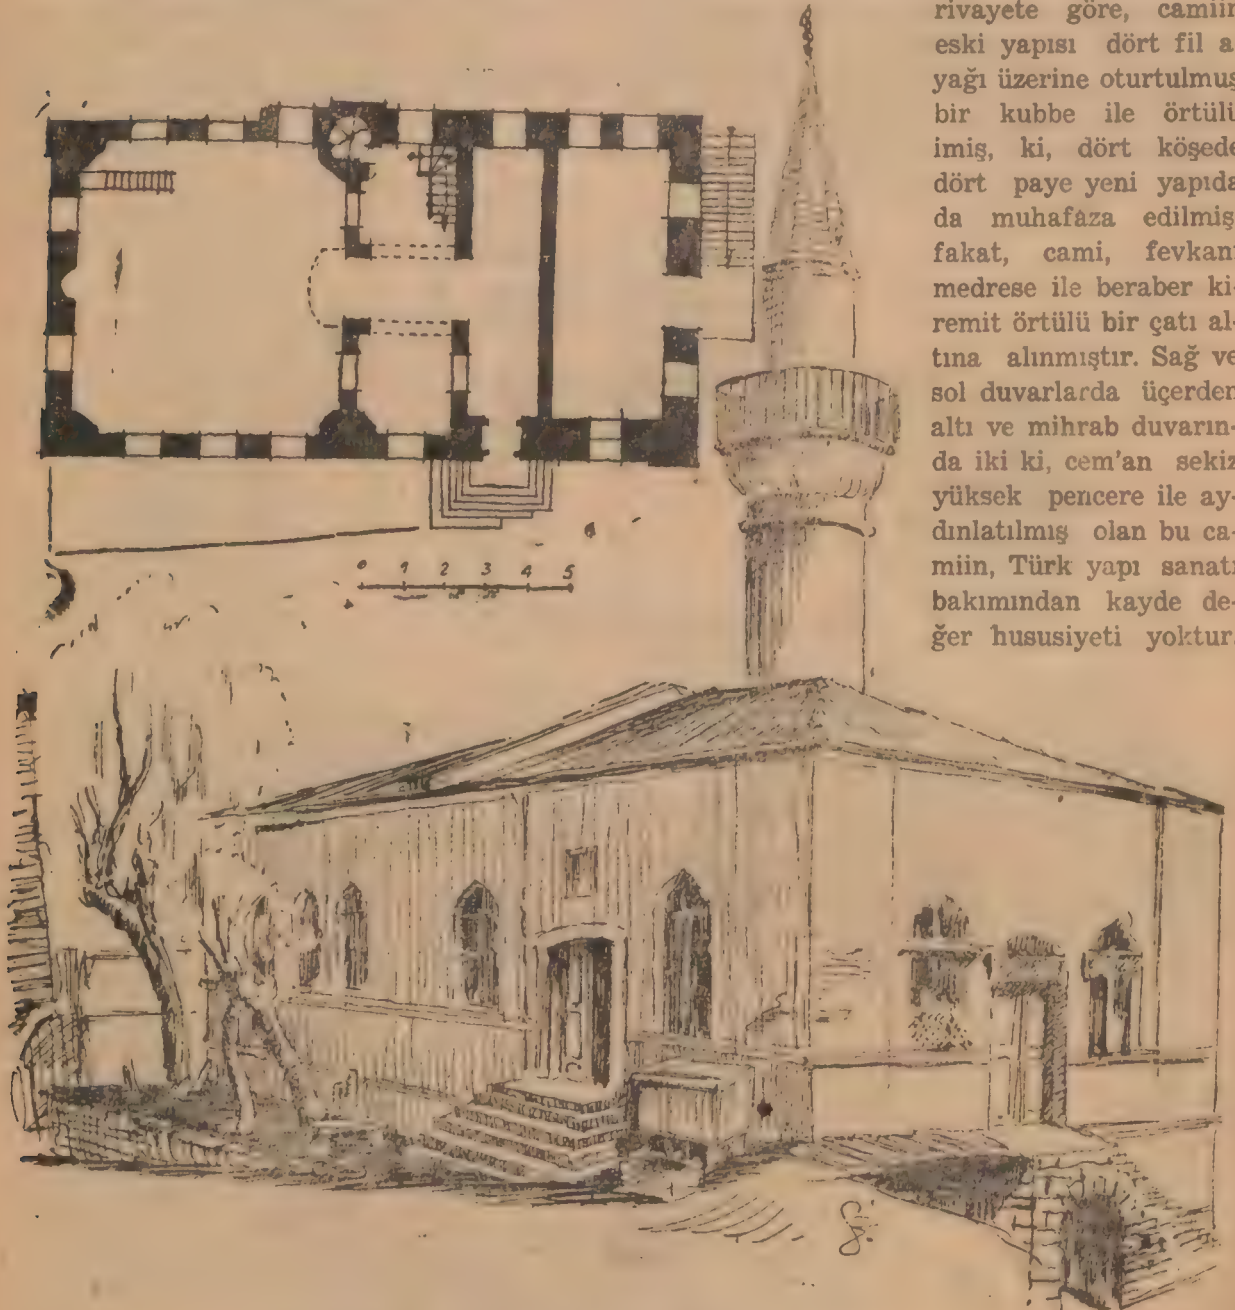 rivayete göre, camiin
eski yapısı dört fil a-
yağı üzerine oturtulmuş
bir kubbe ile örtülü
imiş, ki, dört köşede
dört paye yeni yapıda
da muhafaza edilmiş,
fakat, cami, fevkani
medrese ile beraber ki-
remit örtülü bir çatı al-
tına alınmıştır. Sağ ve
sol duvarlarda üçerden
altı ve mihrab duvarın-
da iki ki, cem'an sekiz
yüksek pencere ile ay-
dınlatılmış olan bu ca-
miin, Türk yapı sanatı
bakımından kayde de-
ğer hususiyeti yoktur.
0 1 2 3 4 5